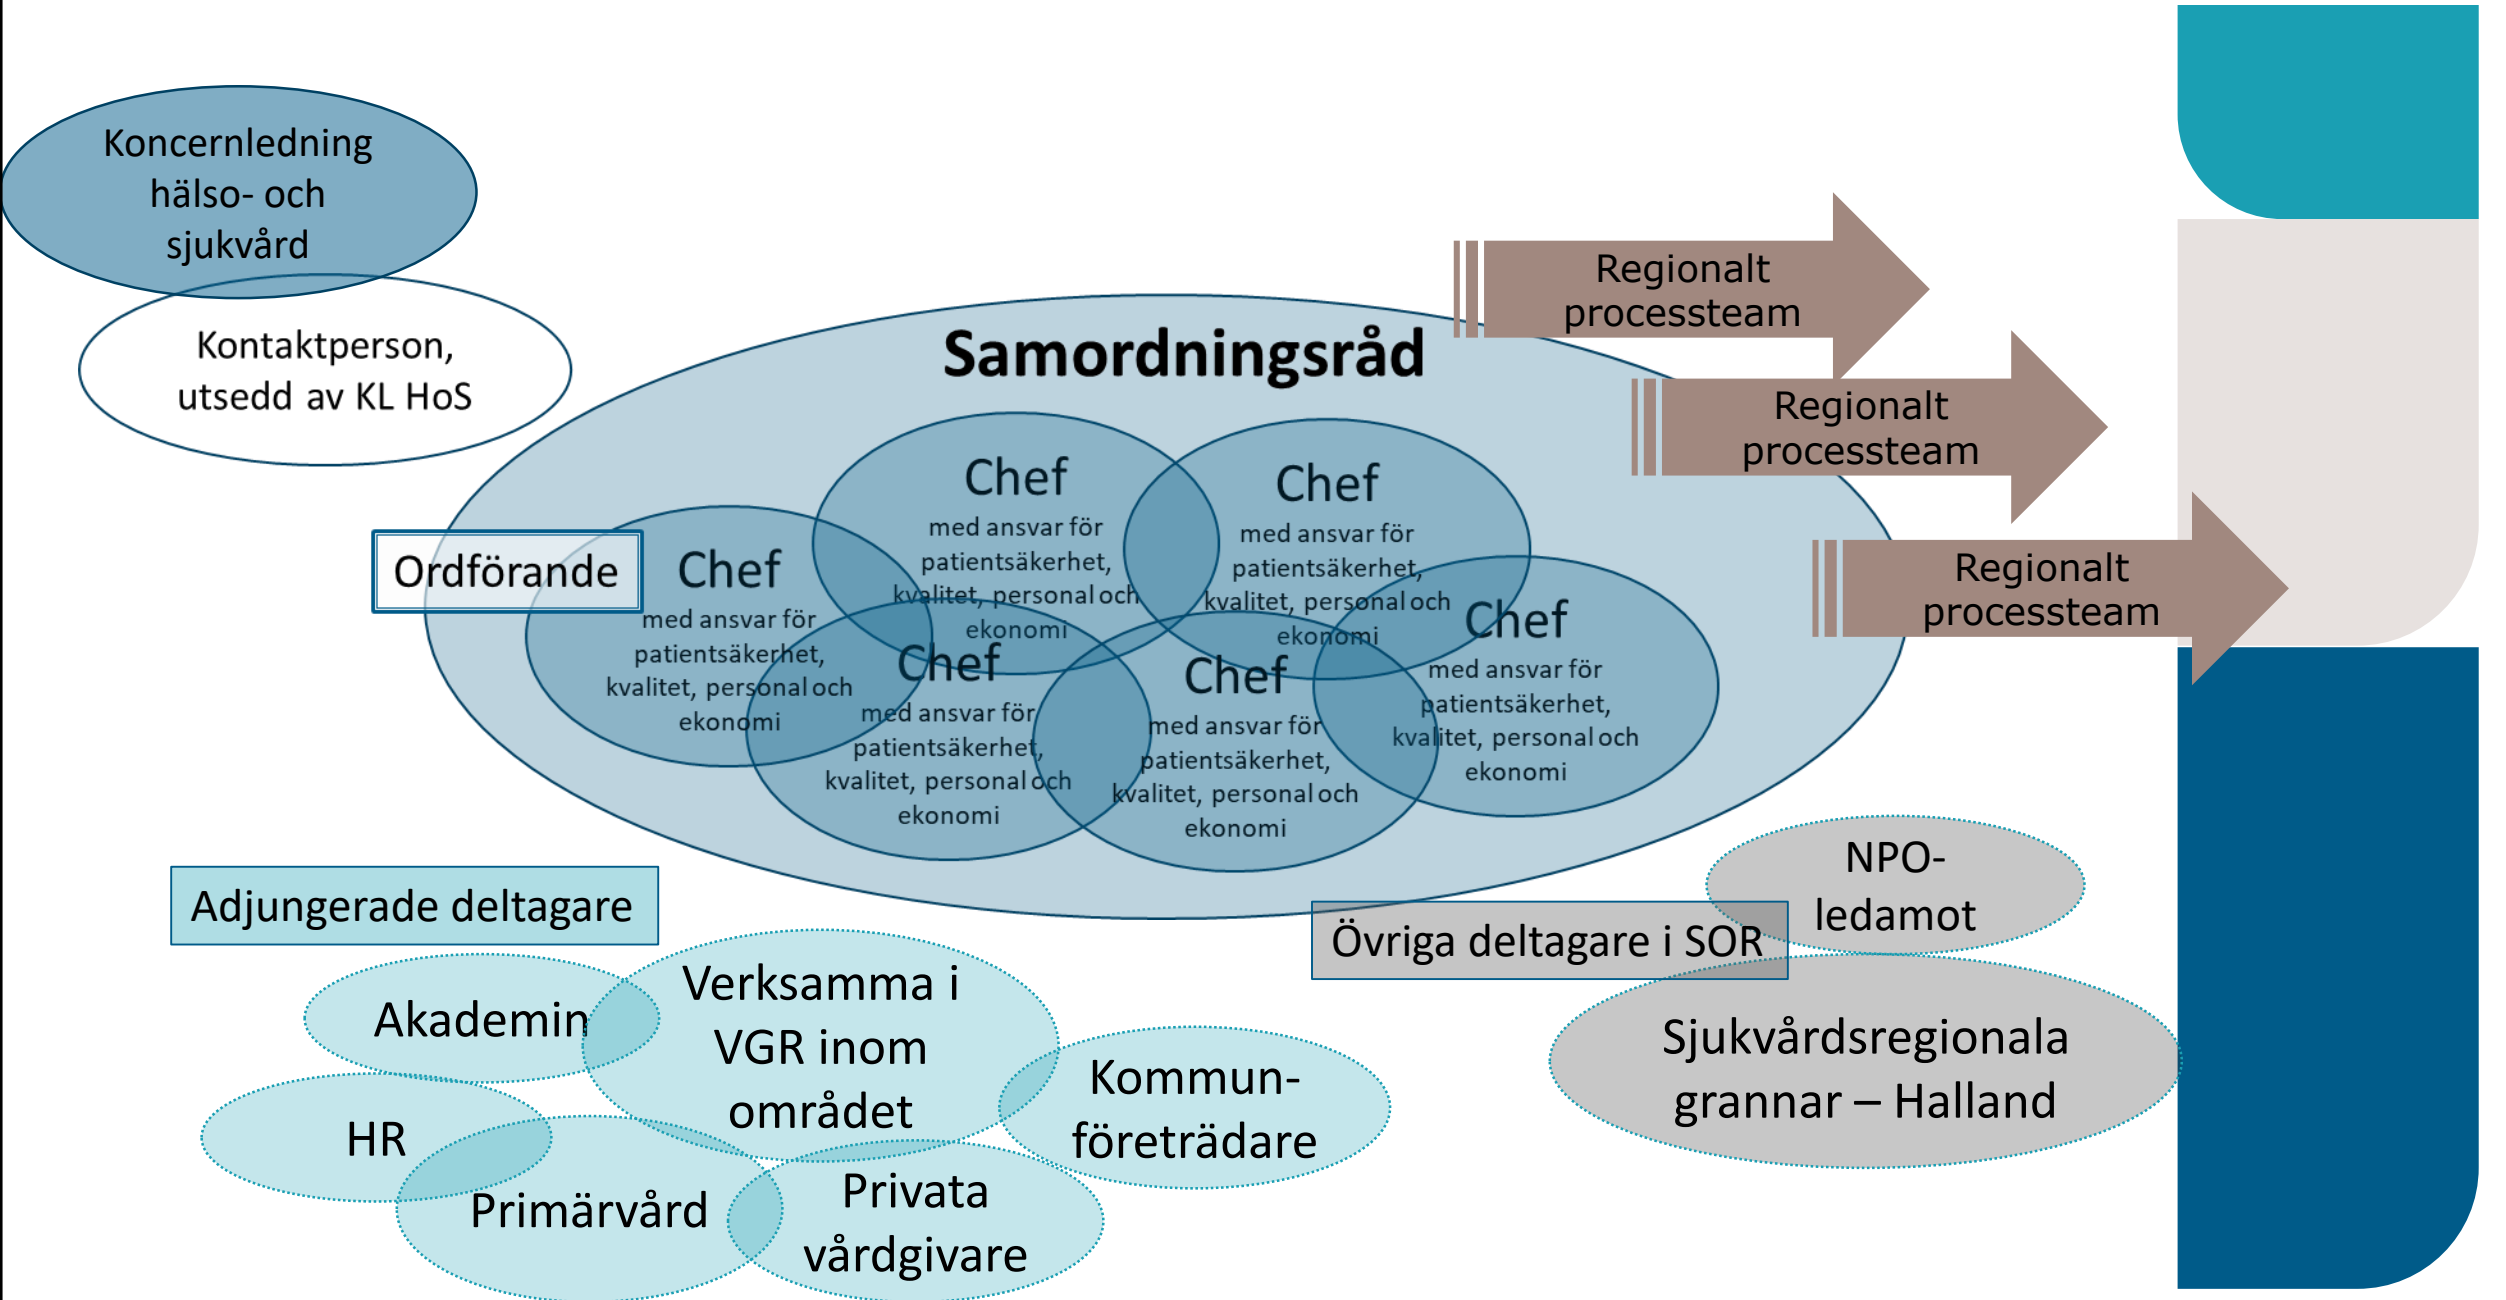 Koncernledning
hälso- och
sjukvård
Kontaktperson,
utsedd av KL HoS
Samordningsråd
Regionalt
processteam
Regionalt
processteam
Regionalt
processteam
Ordförande
Chef
med ansvar för
patientsäkerhet,
kvalitet, personal och
ekonomi
Chef
med ansvar för
patientsäkerhet,
kvalitet, personal och
ekonomi
Chef
med ansvar för
patientsäkerhet,
kvalitet, personal och
ekonomi
Chef
med ansvar för
patientsäkerhet,
kvalitet, personal och
ekonomi
Chef
med ansvar för
patientsäkerhet,
kvalitet, personal och
ekonomi
Chef
med ansvar för
patientsäkerhet,
kvalitet, personal och
ekonomi
Adjungerade deltagare
Akademin
Verksamma i
VGR inom
området
HR
Primärvård
Privata
vårdgivare
Kommun-
företrädare
Övriga deltagare i SOR
NPO-
ledamot
Sjukvårdsregionala
grannar – Halland